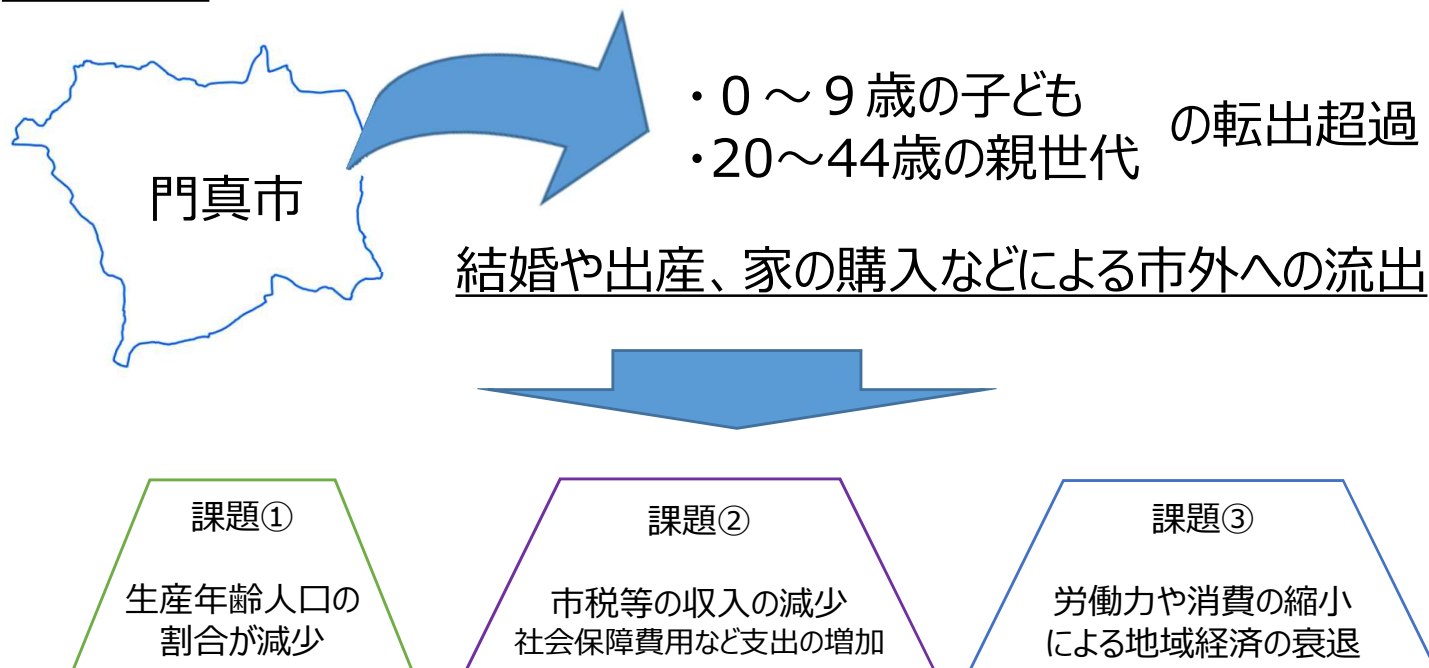 門真市
・０～９歳の子ども
・20～44歳の親世代
の転出超過
結婚や出産、家の購入などによる市外への流出
課題①
生産年齢人口の
割合が減少
課題②
市税等の収入の減少
社会保障費用など支出の増加
課題③
労働力や消費の縮小
による地域経済の衰退